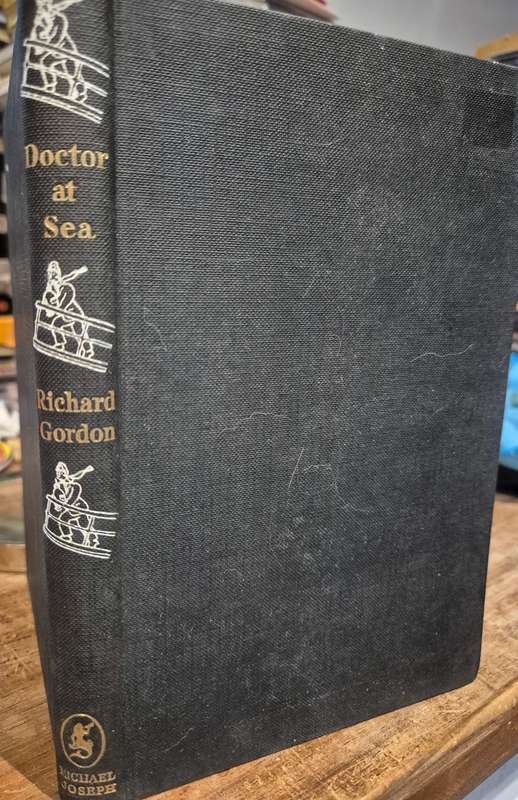 Doctor
at
Sea
Richard
Gordon
MICHAEL
JOSEPH